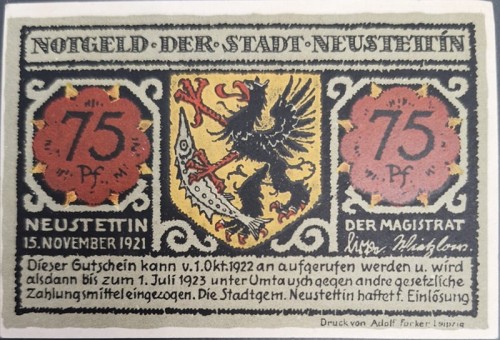 NOTGELD·DER·STADT·NEUSTETTIN
75 Pf.
75 Pf.
NEUSTETTIN
15. NOVEMBER 1921
DER MAGISTRAT
Dieser Gutschein kann v. 1. Okt. 1922 an aufgerufen werden u. wird
alsdann bis zum 1. Juli 1923 unter Umtausch gegen andre gesetzliche
Zahlungsmittel eingezogen. Die Stadtgem. Neustettin haftet f. Einlösung
Druck von Adolf Furker Leipzig